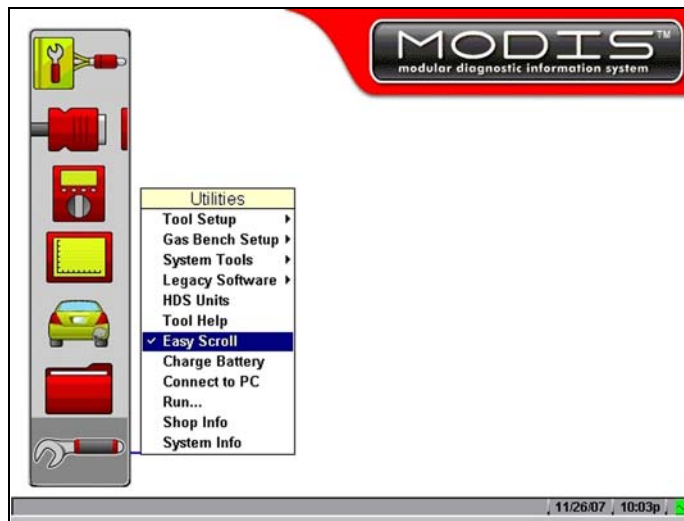 MODIS™
modular diagnostic information system
Utilities
Tool Setup
Gas Bench Setup
System Tools
Legacy Software
HDS Units
Tool Help
Easy Scroll
Charge Battery
Connect to PC
Run...
Shop Info
System Info
11/26/07 10:03p